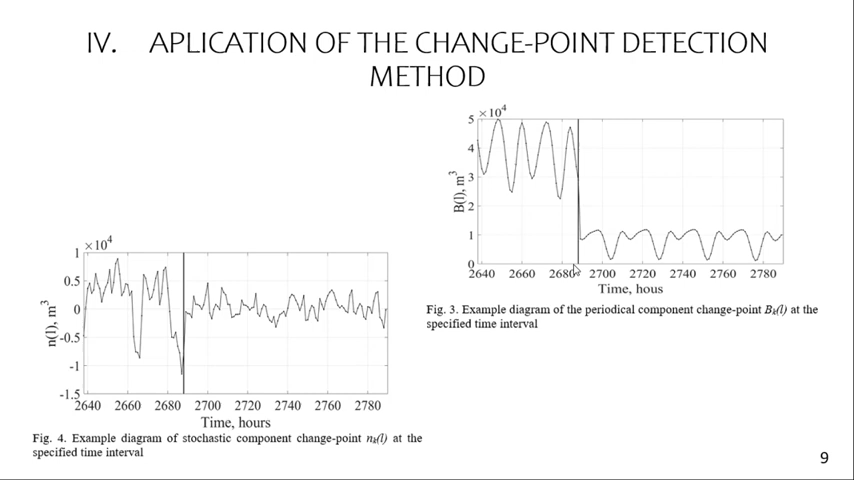 IV. APLICATION OF THE CHANGE-POINT DETECTION
METHOD
×10⁴
5
4
3
2
1
0
B(l), m³
2640 2660 2680 2700 2720 2740 2760 2780
Time, hous
Fig. 3. Example diagram of the periodical component change-point Bₖ(l) at the
specified time interval
×10⁴
1
0.5
0
-0.5
-1
-1.5
n(l), m³
2640 2660 2680 2700 2720 2740 2760 2780
Time, hours
Fig. 4. Example diagram of stochastic component change-point nₖ(l) at the
specified time interval
9